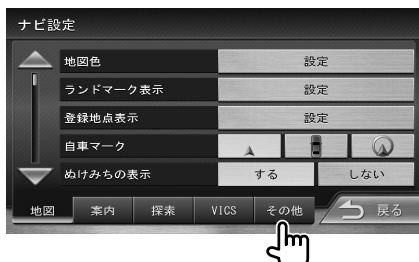 ナビ設定
地図色 設定
ランドマーク表示 設定
登録地点表示 設定
自車マーク
ぬけみちの表示 する しない
地図 案内 探索 VICS その他 戻る